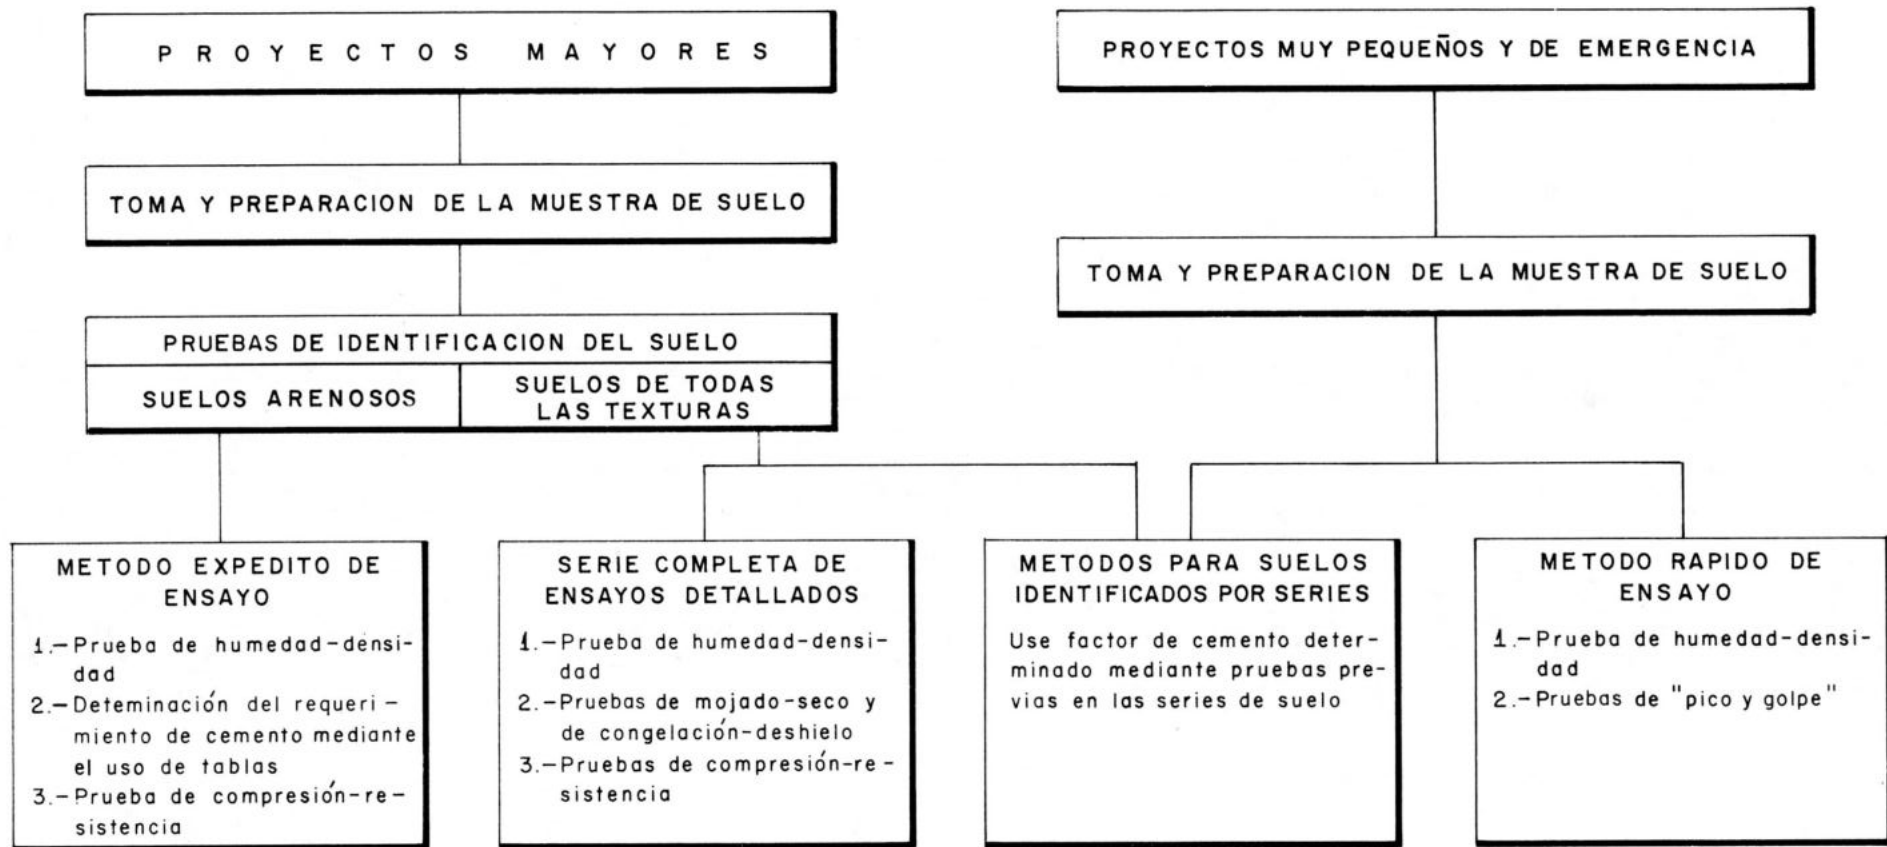 PROYECTOS MAYORES
PROYECTOS MUY PEQUEÑOS Y DE EMERGENCIA
TOMA Y PREPARACION DE LA MUESTRA DE SUELO
TOMA Y PREPARACION DE LA MUESTRA DE SUELO
PRUEBAS DE IDENTIFICACION DEL SUELO
SUELOS ARENOSOS
SUELOS DE TODAS
LAS TEXTURAS
METODO EXPEDITO DE
ENSAYO
1.-Prueba de humedad-densi-
dad
2.-Deteminación del requeri-
miento de cemento mediante
el uso de tablas
3.-Prueba de compresión-re-
sistencia
SERIE COMPLETA DE
ENSAYOS DETALLADOS
1.-Prueba de humedad-densi-
dad
2.-Pruebas de mojado-seco y
de congelación-deshielo
3.-Pruebas de compresión-re-
sistencia
METODOS PARA SUELOS
IDENTIFICADOS POR SERIES
Use factor de cemento deter-
minado mediante pruebas pre-
vias en las series de suelo
METODO RAPIDO DE
ENSAYO
1.-Prueba de humedad-densi-
dad
2.-Pruebas de "pico y golpe"